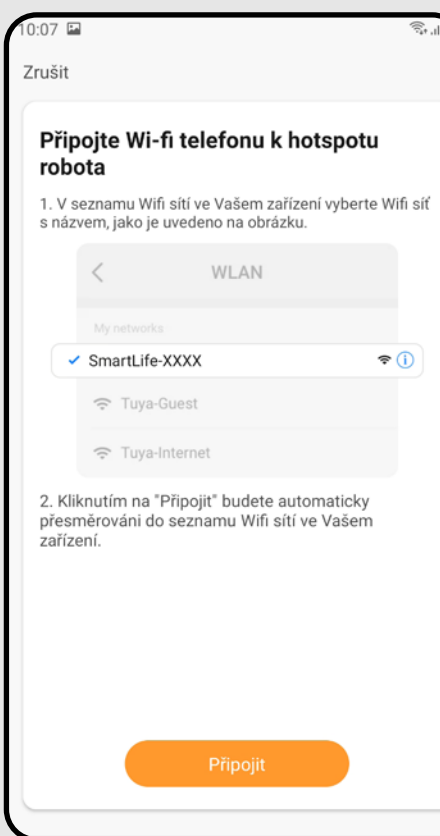 10:07
Zrušit
Připojte Wi-fi telefonu k hotspotu
robota
1. V seznamu Wifi sítí ve Vašem zařízení vyberte Wifi síť
s názvem, jako je uvedeno na obrázku.
WLAN
My networks
SmartLife-XXXX
Tuya-Guest
Tuya-Internet
2. Kliknutím na "Připojit" budete automaticky
přesměrováni do seznamu Wifi sítí ve Vašem
zařízení.
Připojit